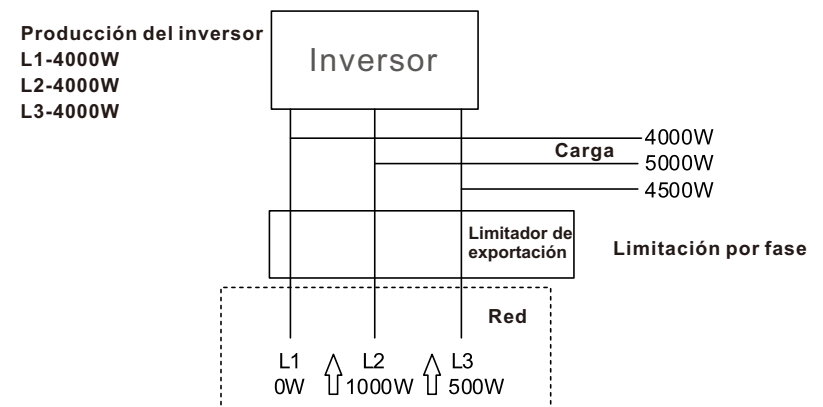 Producción del inversor
L1-4000W
L2-4000W
L3-4000W
Inversor
Carga
4000W
5000W
4500W
Limitador de
exportación
Limitación por fase
Red
L1 L2 L3
0W 1000W 500W